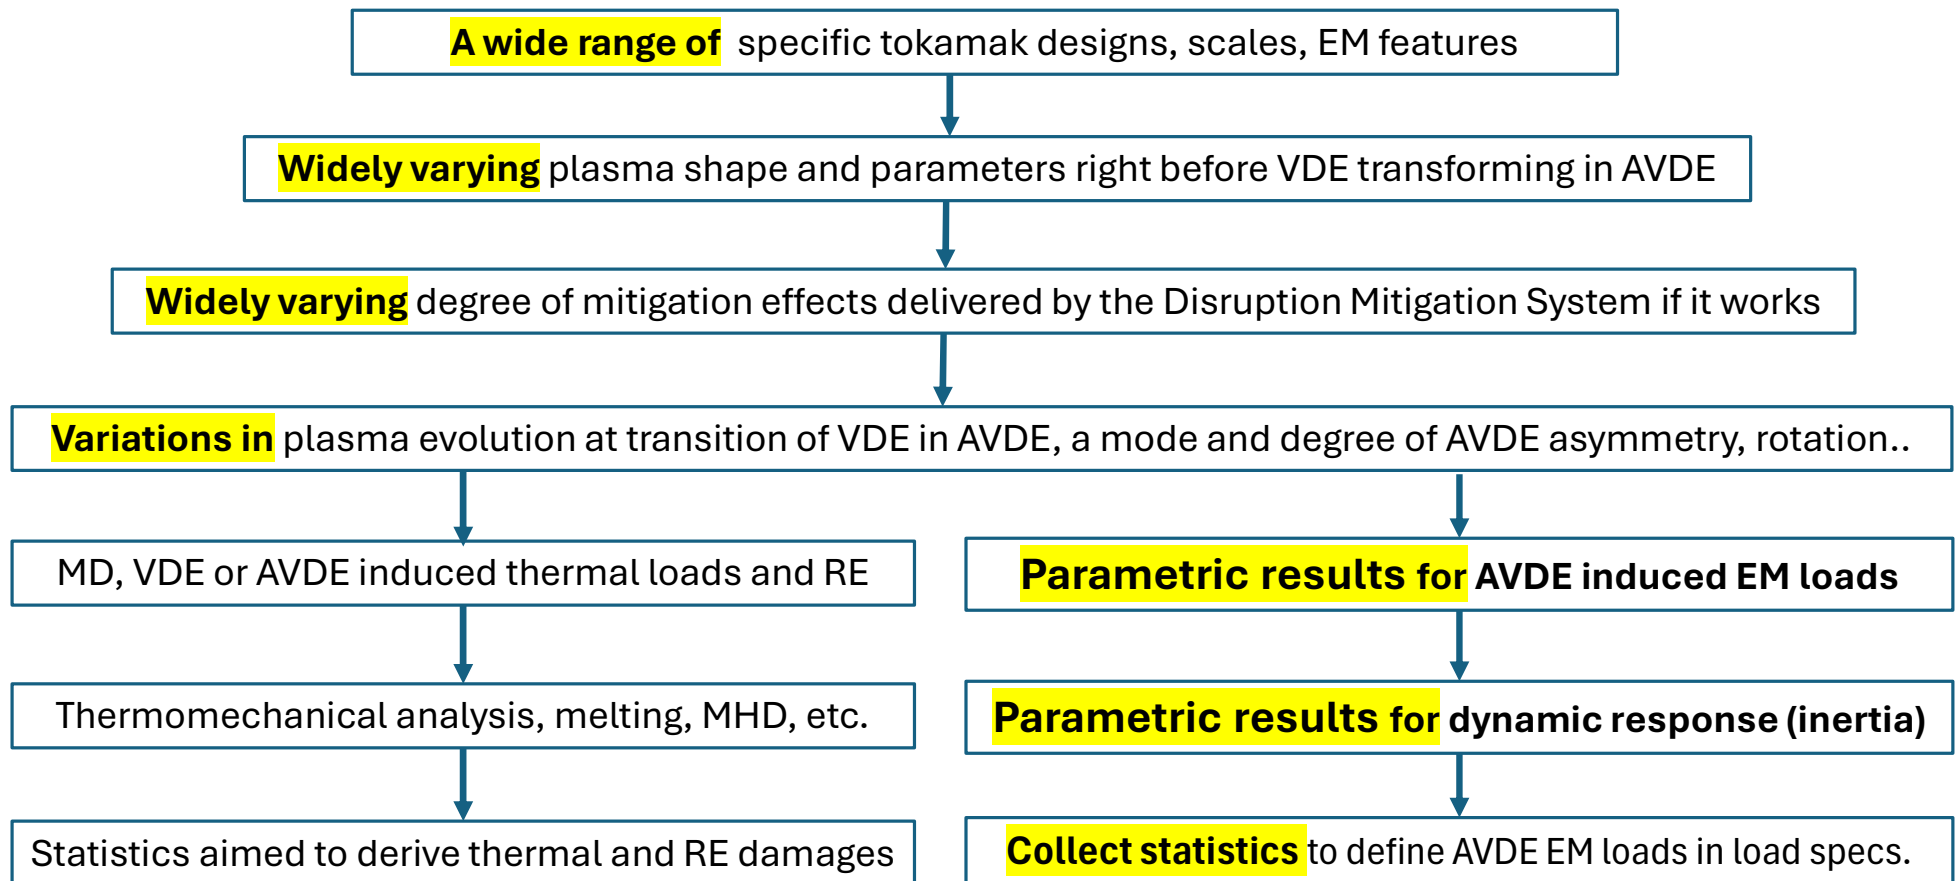 A wide range of specific tokamak designs, scales, EM features
Widely varying plasma shape and parameters right before VDE transforming in AVDE
Widely varying degree of mitigation effects delivered by the Disruption Mitigation System if it works
Variations in plasma evolution at transition of VDE in AVDE, a mode and degree of AVDE asymmetry, rotation..
MD, VDE or AVDE induced thermal loads and RE
Thermomechanical analysis, melting, MHD, etc.
Statistics aimed to derive thermal and RE damages
Parametric results for AVDE induced EM loads
Parametric results for dynamic response (inertia)
Collect statistics to define AVDE EM loads in load specs.